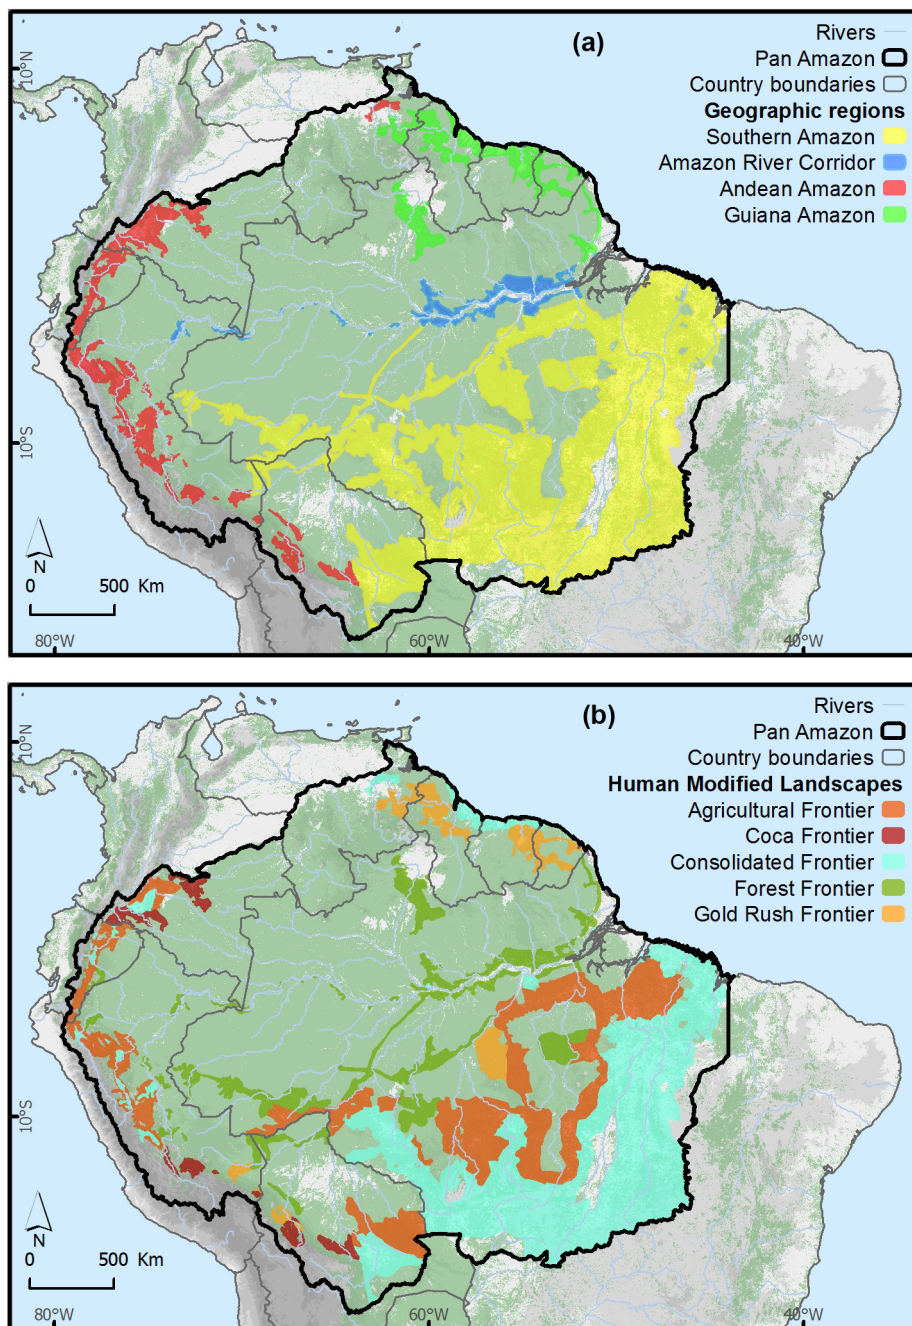 (a)
Rivers
Pan Amazon
Country boundaries
Geographic regions
Southern Amazon
Amazon River Corridor
Andean Amazon
Guiana Amazon
10°N
10°S
N
0 500 Km
80°W 60°W 40°W
(b)
Rivers
Pan Amazon
Country boundaries
Human Modified Landscapes
Agricultural Frontier
Coca Frontier
Consolidated Frontier
Forest Frontier
Gold Rush Frontier
10°N
10°S
N
0 500 Km
80°W 60°W 40°W